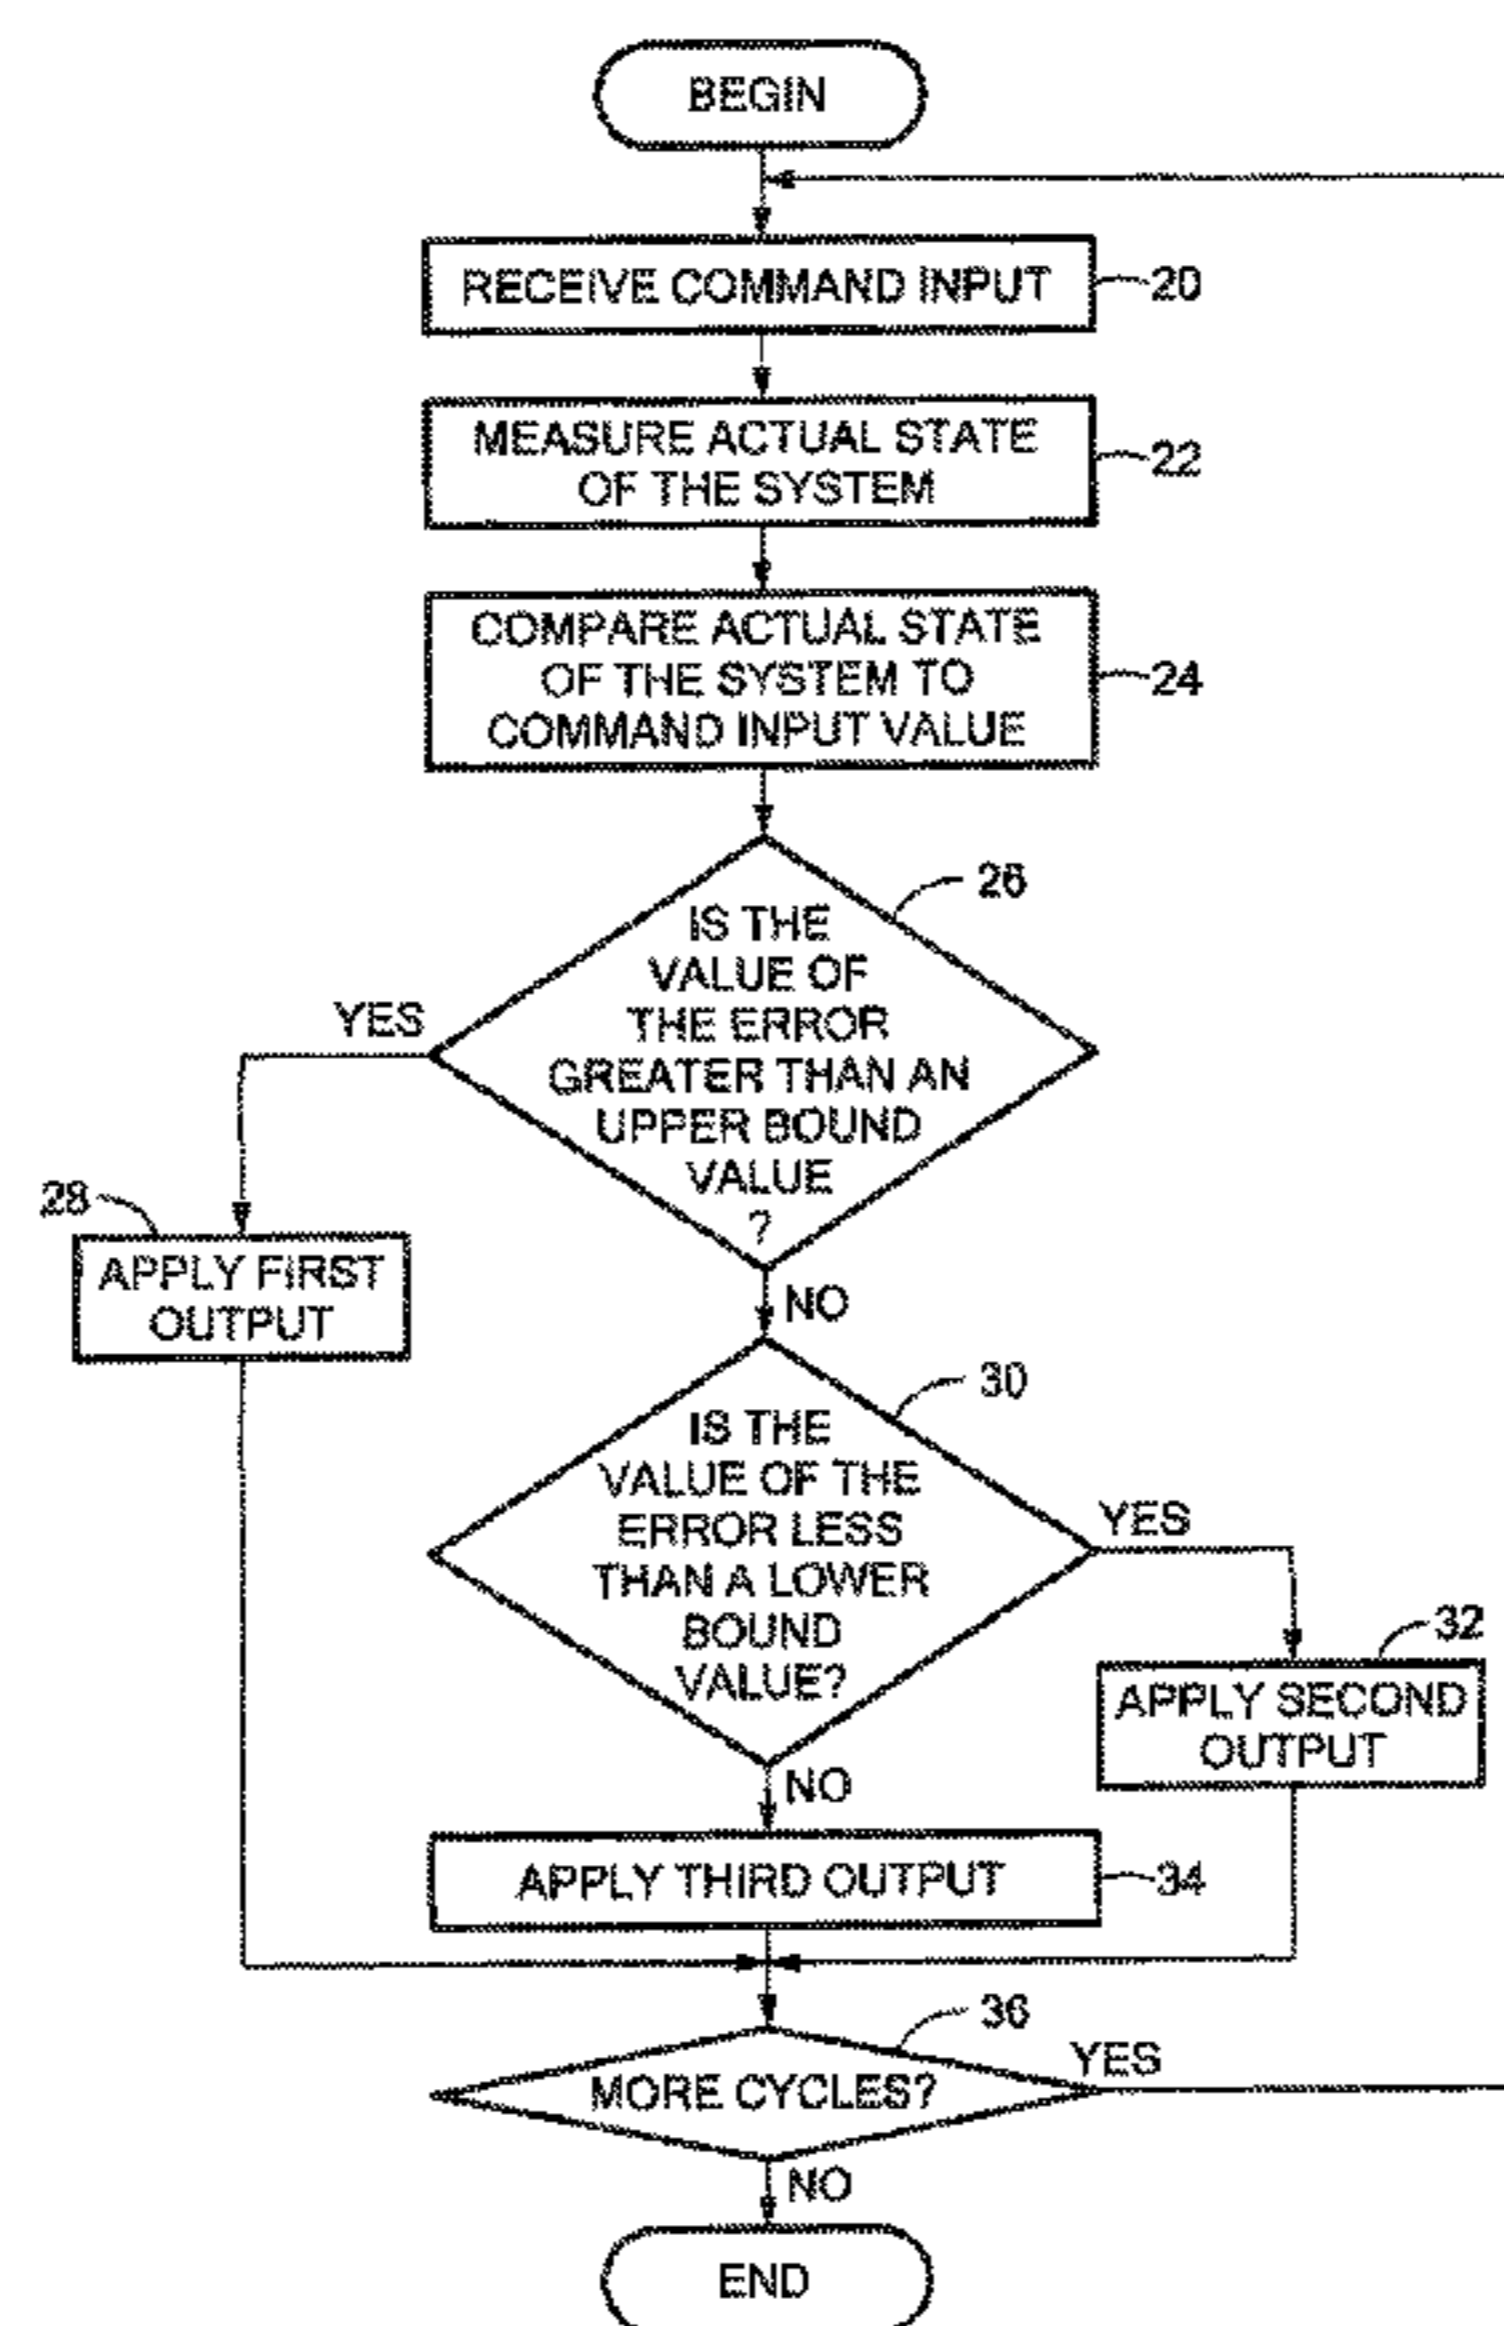 BEGIN
RECEIVE COMMAND INPUT
20
MEASURE ACTUAL STATE
OF THE SYSTEM
22
COMPARE ACTUAL STATE
OF THE SYSTEM TO
COMMAND INPUT VALUE
24
26
IS THE
VALUE OF
THE ERROR
GREATER THAN AN
UPPER BOUND
VALUE
?
YES
NO
28
APPLY FIRST
OUTPUT
30
IS THE
VALUE OF THE
ERROR LESS
THAN A LOWER
BOUND
VALUE?
YES
NO
32
APPLY SECOND
OUTPUT
APPLY THIRD OUTPUT
34
36
MORE CYCLES?
YES
NO
END